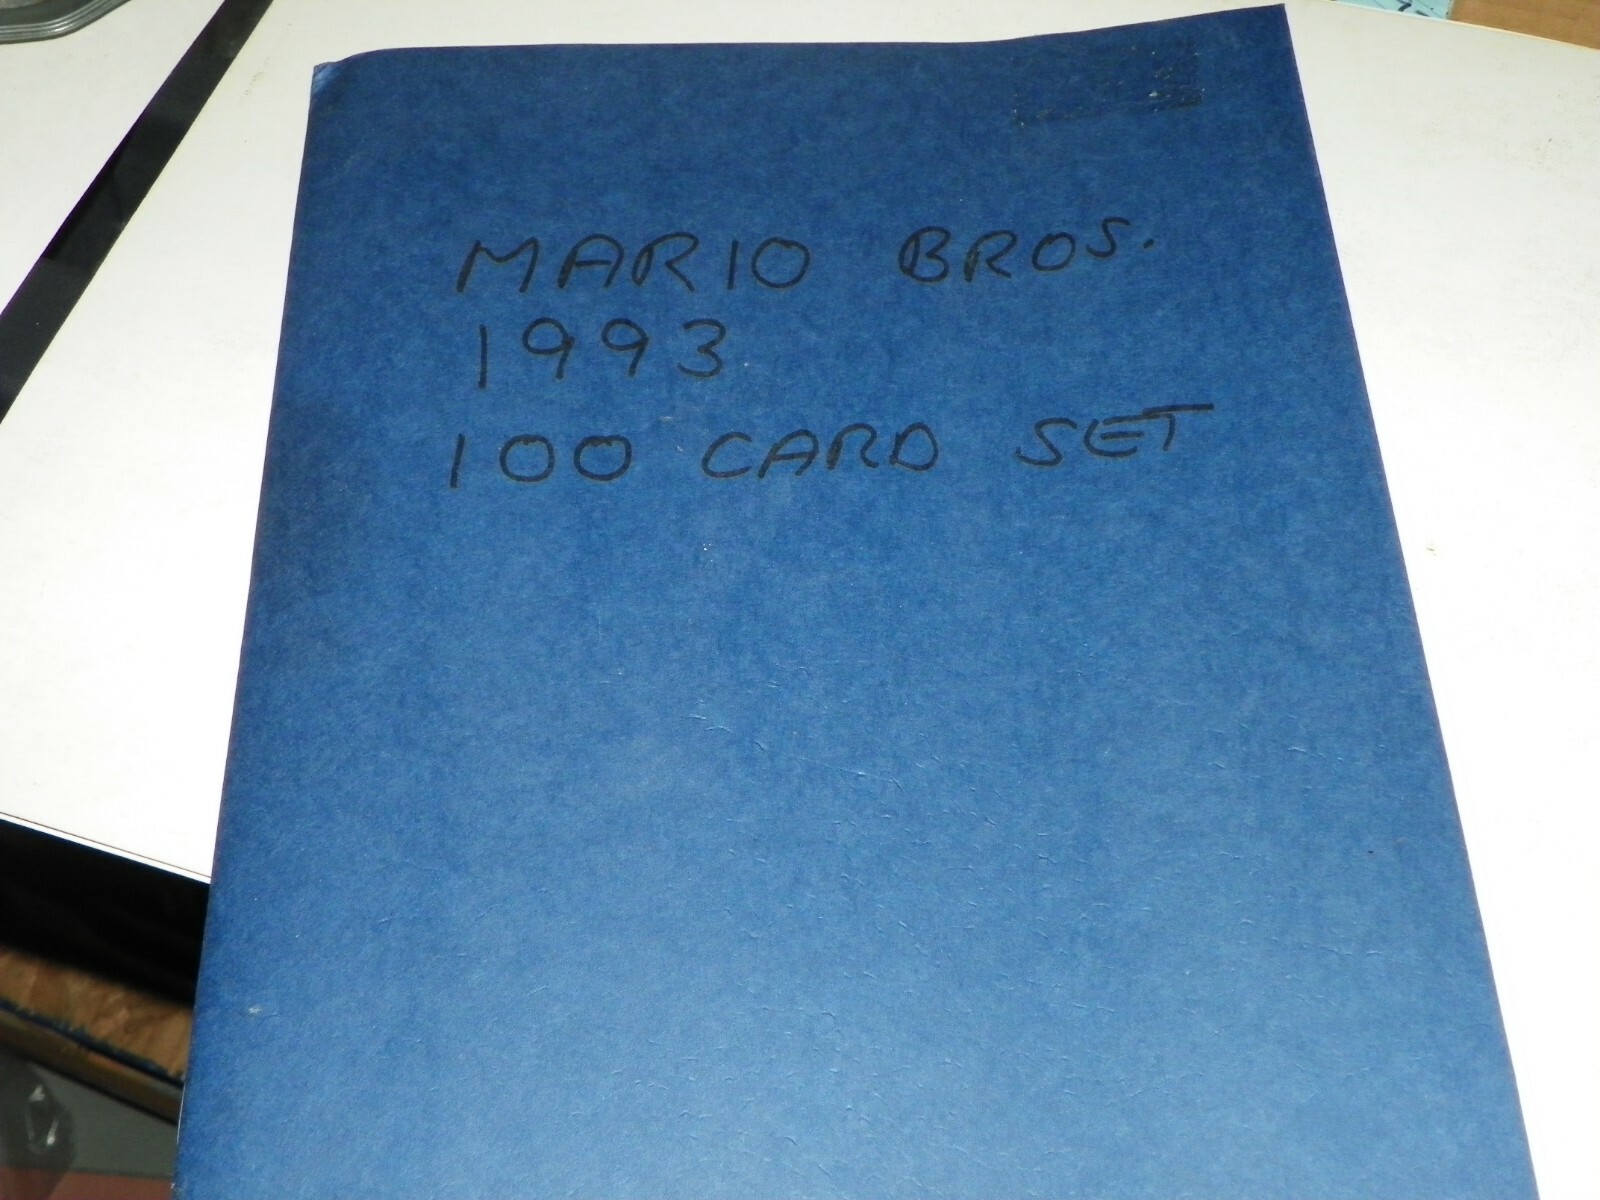 MARIO BROS.
1993
100 CARD SET